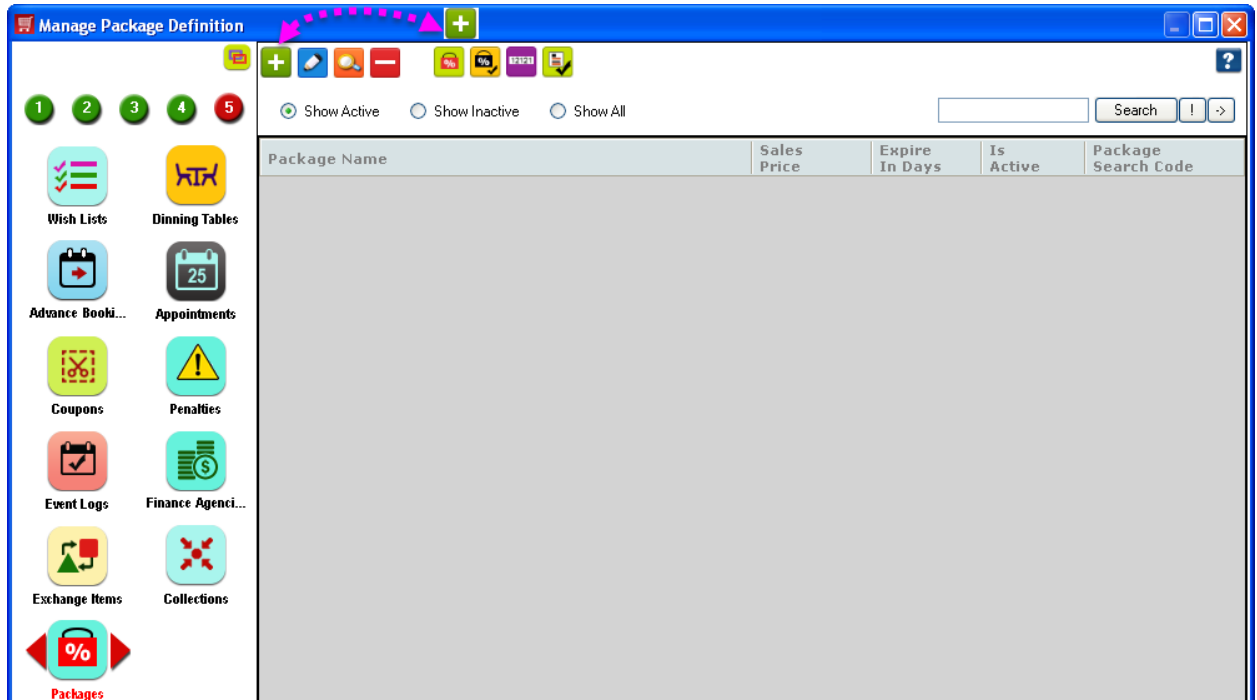 Manage Package Definition
1 2 3 4 5
Show Active Show Inactive Show All
Search ! ->
?
Package Name
Sales Price
Expire In Days
Is Active
Package Search Code
Wish Lists
Dinning Tables
Advance Booki...
25
Appointments
Coupons
Penalties
Event Logs
Finance Agenci...
Exchange Items
Collections
%
Packages